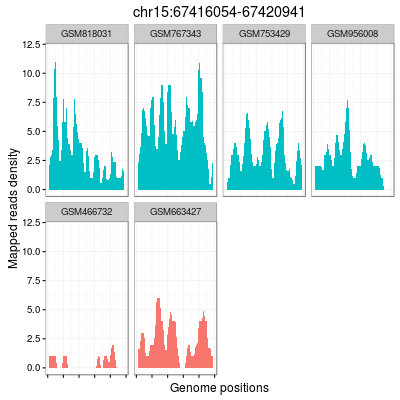 chr15:67416054-67420941
GSM818031 GSM767343 GSM753429 GSM956008
12.5
10.0
7.5
5.0
2.5
0.0
GSM466732 GSM663427
12.5
10.0
7.5
5.0
2.5
0.0
Mapped reads density
Genome positions